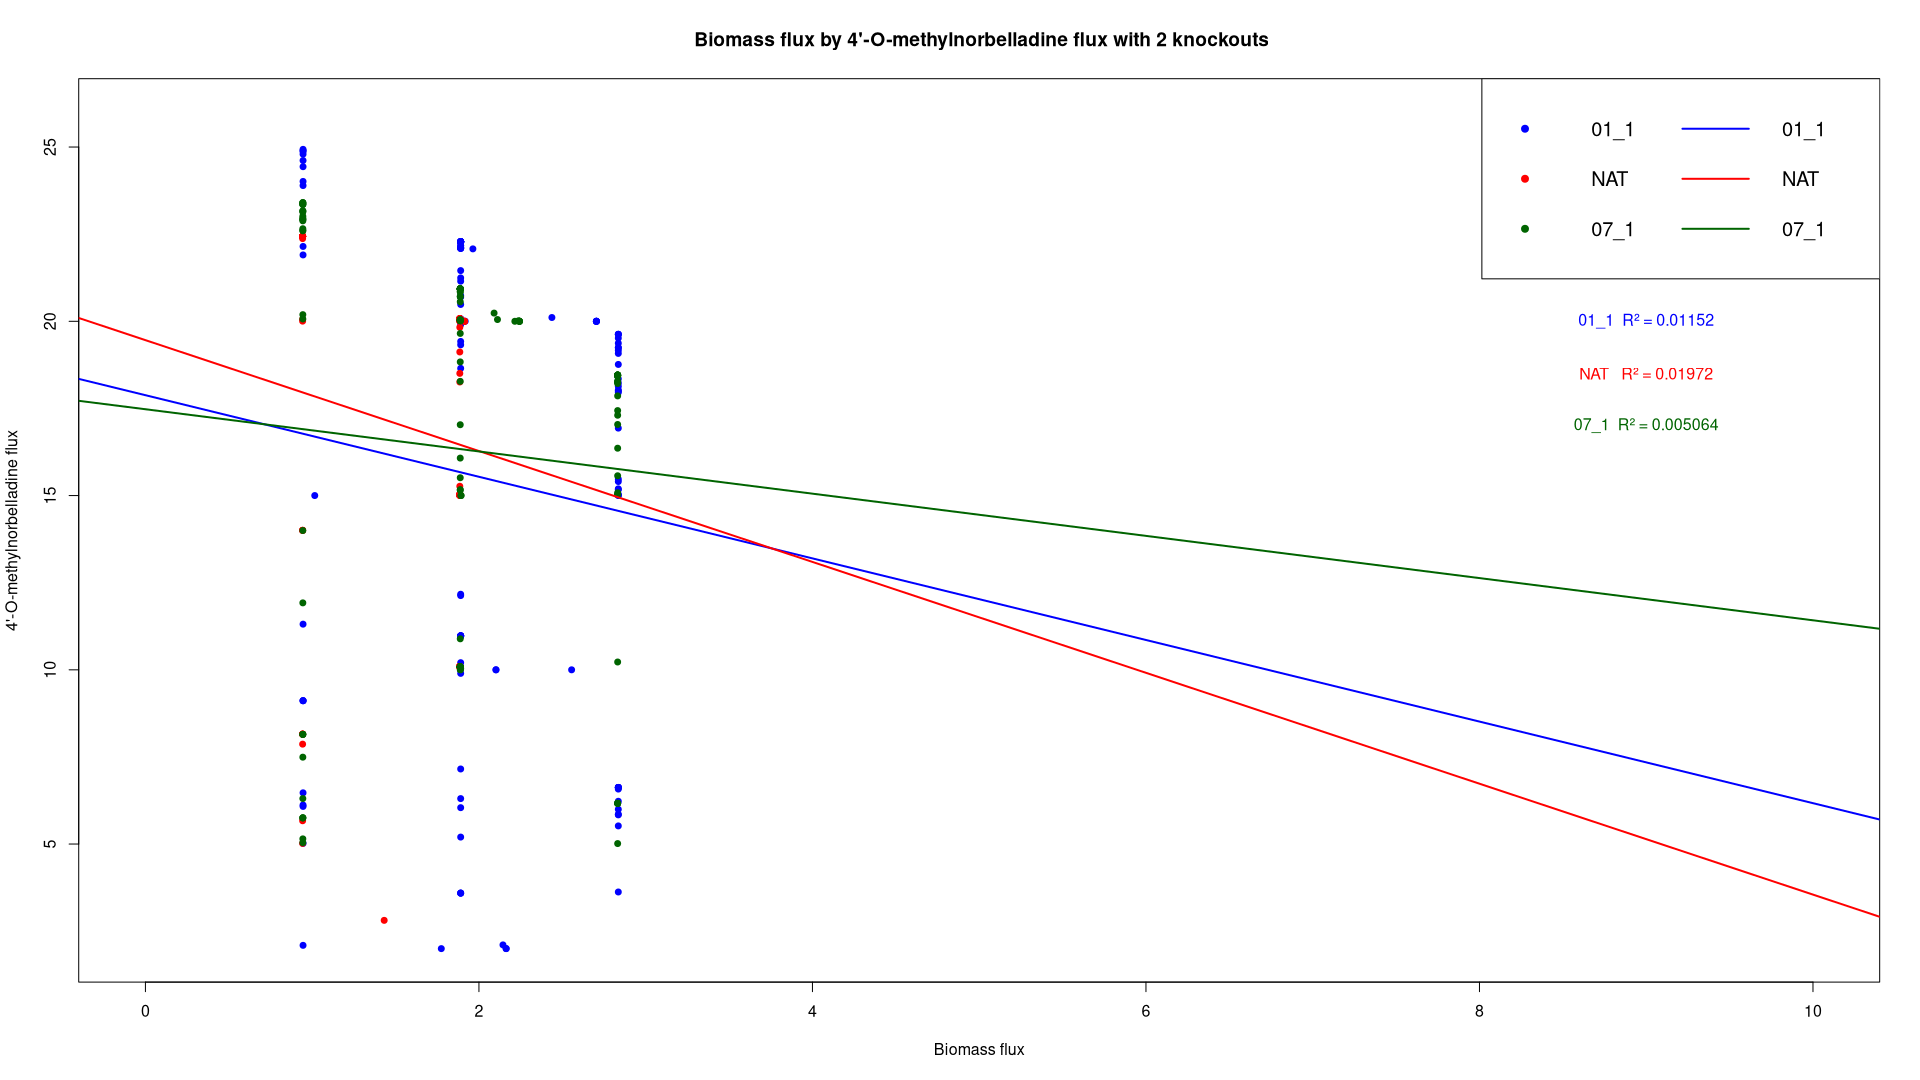 Biomass flux by 4'-O-methylnorbelladine flux with 2 knockouts
01_1 01_1
NAT NAT
07_1 07_1
01_1 R² = 0.01152
NAT R² = 0.01972
07_1 R² = 0.005064
4'-O-methylnorbelladine flux
25
20
15
10
5
0 2 4 6 8 10
Biomass flux